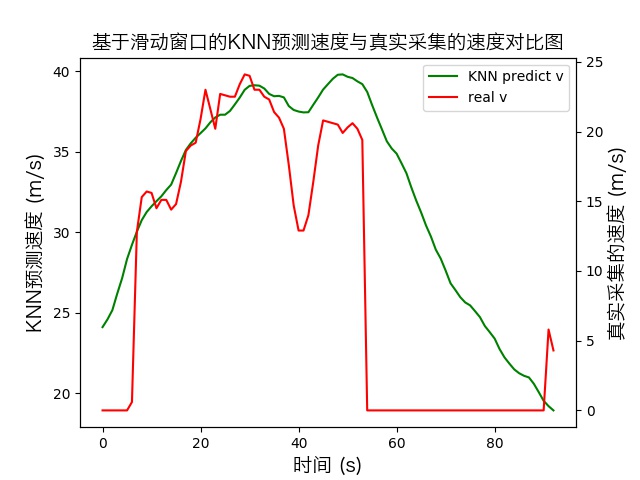 基于滑动窗口的KNN预测速度与真实采集的速度对比图
KNN predict v
real v
KNN预测速度 (m/s)
40
35
30
25
20
真实采集的速度 (m/s)
25
20
15
10
5
0
0 20 40 60 80
时间 (s)